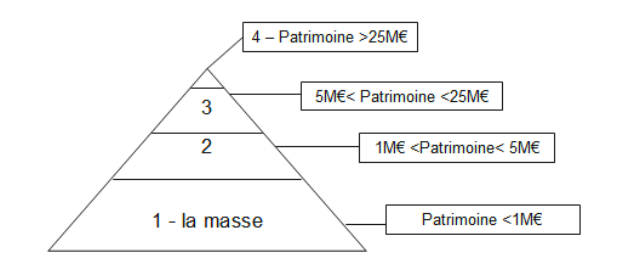 4 – Patrimoine >25M€
5M€< Patrimoine <25M€
3
2
1M€ <Patrimoine< 5M€
1 - la masse
Patrimoine <1M€